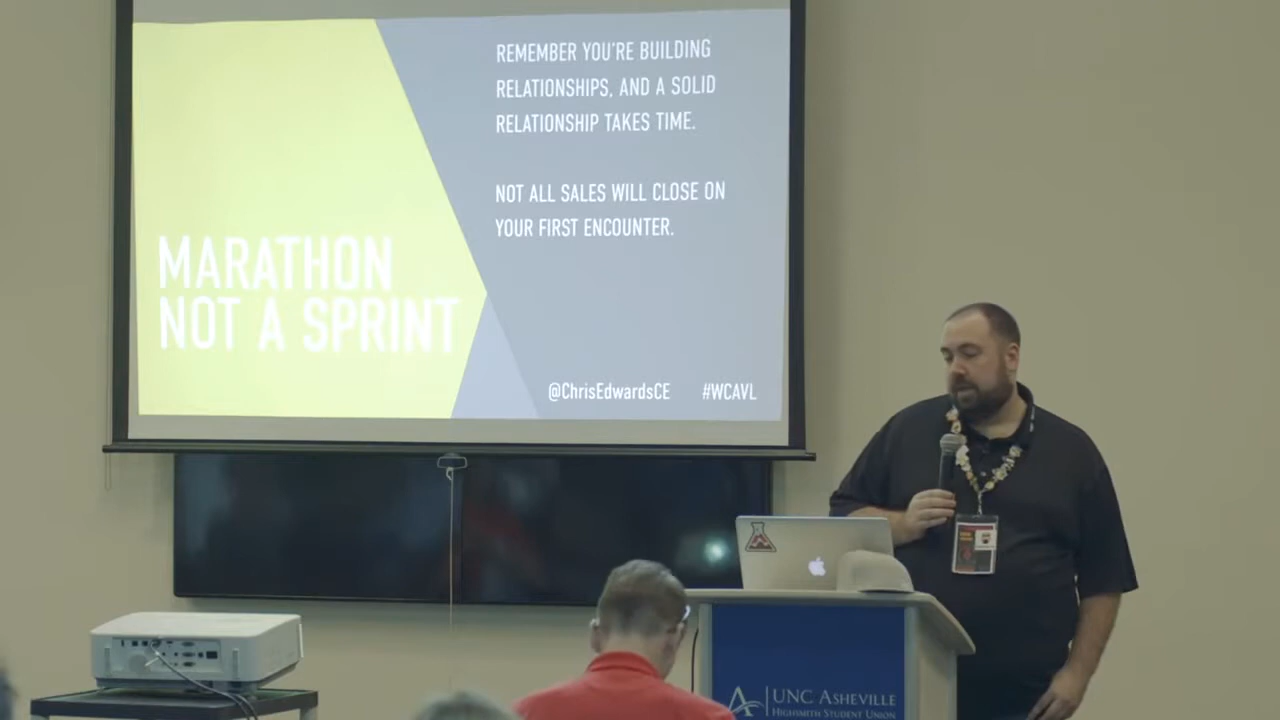 REMEMBER YOU'RE BUILDING
RELATIONSHIPS, AND A SOLID
RELATIONSHIP TAKES TIME.
NOT ALL SALES WILL CLOSE ON
YOUR FIRST ENCOUNTER.
MARATHON
NOT A SPRINT
@ChrisEdwardsCE #WCAVL
UNC ASHEVILLE
HIGHSMITH STUDENT UNION